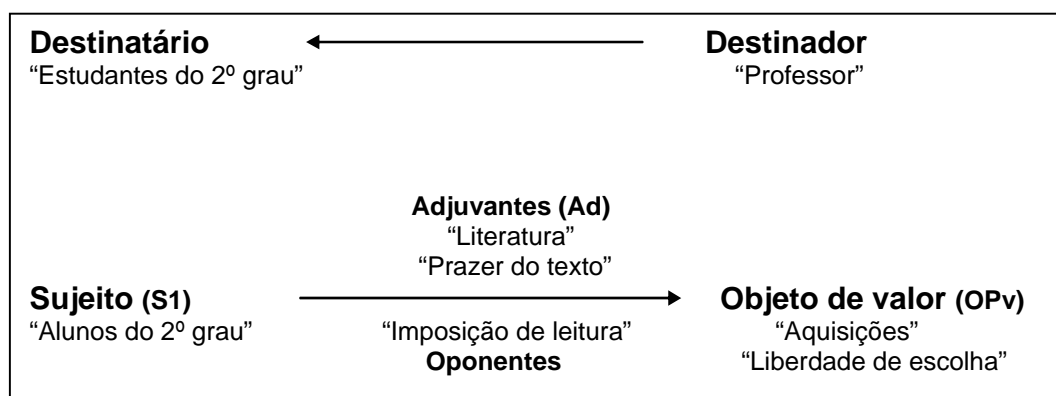 Destinatário Destinador
“Estudantes do 2º grau” “Professor”
Adjuvantes (Ad)
“Literatura”
“Prazer do texto”
Sujeito (S1) Objeto de valor (OPv)
“Alunos do 2º grau” “Imposição de leitura” “Aquisições”
Oponentes “Liberdade de escolha”